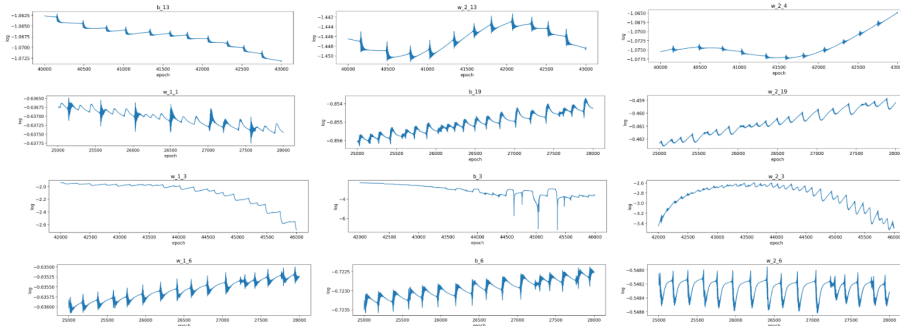 b_13 w_2_13 w_2_4
−1.0625 −1.442 −1.0650
−1.0650 −1.444 −1.0675
−1.0675 −1.446 −1.0700
−1.0700 −1.448 −1.0725
−1.0725 −1.450 −1.0750
−1.0775
log log log
40000 40500 41000 41500 42000 42500 43000 40000 40500 41000 41500 42000 42500 43000 40000 40500 41000 41500 42000 42500 43000
epoch epoch epoch
w_1_1 b_19 w_2_19
−0.63650 −0.854 −0.459
−0.63675 −0.460
−0.63700 −0.461
−0.63725 −0.462
−0.63750
−0.63775 −0.856
log log log
25000 25500 26000 26500 27000 27500 28000 25000 25500 26000 26500 27000 27500 28000 25000 25500 26000 26500 27000 27500 28000
epoch epoch epoch
w_1_3 b_3 w_2_3
−2.0 −2.6
−2.2 −2.8
−2.4 −4 −3.0
−2.6 −3.2
−2.8 −6 −3.4
log log log
42000 42500 43000 43500 44000 44500 45000 45500 46000 42000 42500 43000 43500 44000 44500 45000 45500 46000 42000 42500 43000 43500 44000 44500 45000 45500 46000
epoch epoch epoch
w_1_6 b_6 w_2_6
−0.63500 −0.7225 −0.5480
−0.63525 −0.5482
−0.63550 −0.7230 −0.5484
−0.63575 −0.5486
−0.63600 −0.7235
log log log
25000 25500 26000 26500 27000 27500 28000 25000 25500 26000 26500 27000 27500 28000 25000 25500 26000 26500 27000 27500 28000
epoch epoch epoch